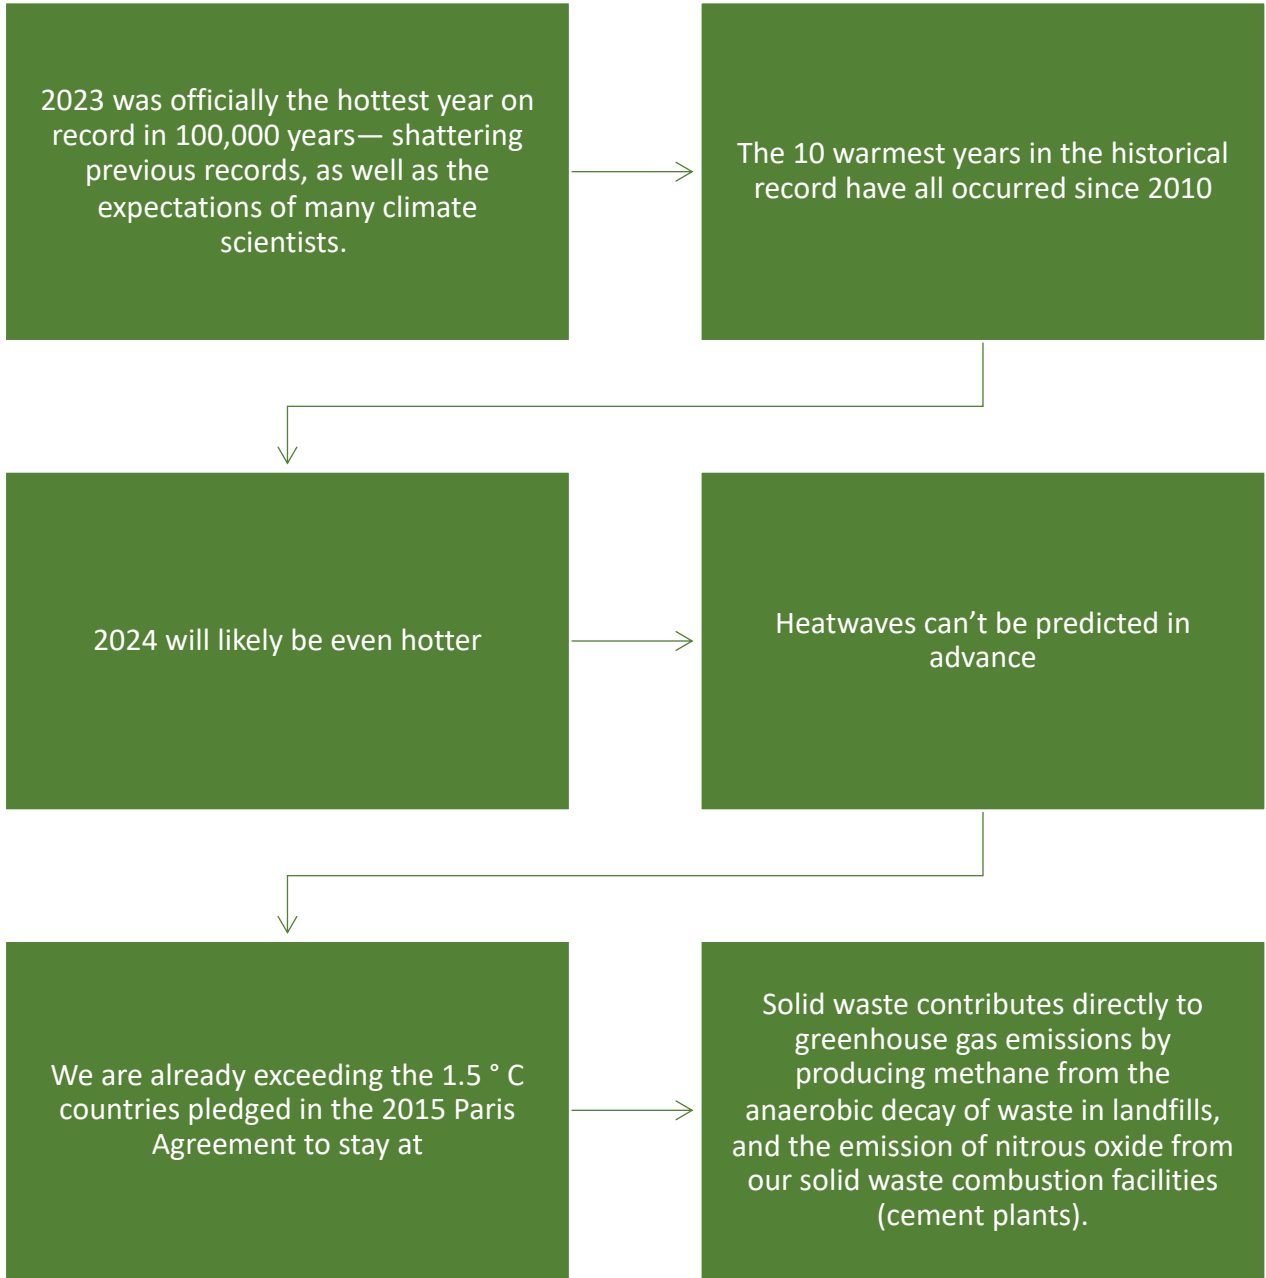 2023 was officially the hottest year on
record in 100,000 years— shattering
previous records, as well as the
expectations of many climate
scientists.
The 10 warmest years in the historical
record have all occurred since 2010
2024 will likely be even hotter
Heatwaves can’t be predicted in
advance
We are already exceeding the 1.5 ° C
countries pledged in the 2015 Paris
Agreement to stay at
Solid waste contributes directly to
greenhouse gas emissions by
producing methane from the
anaerobic decay of waste in landfills,
and the emission of nitrous oxide from
our solid waste combustion facilities
(cement plants).